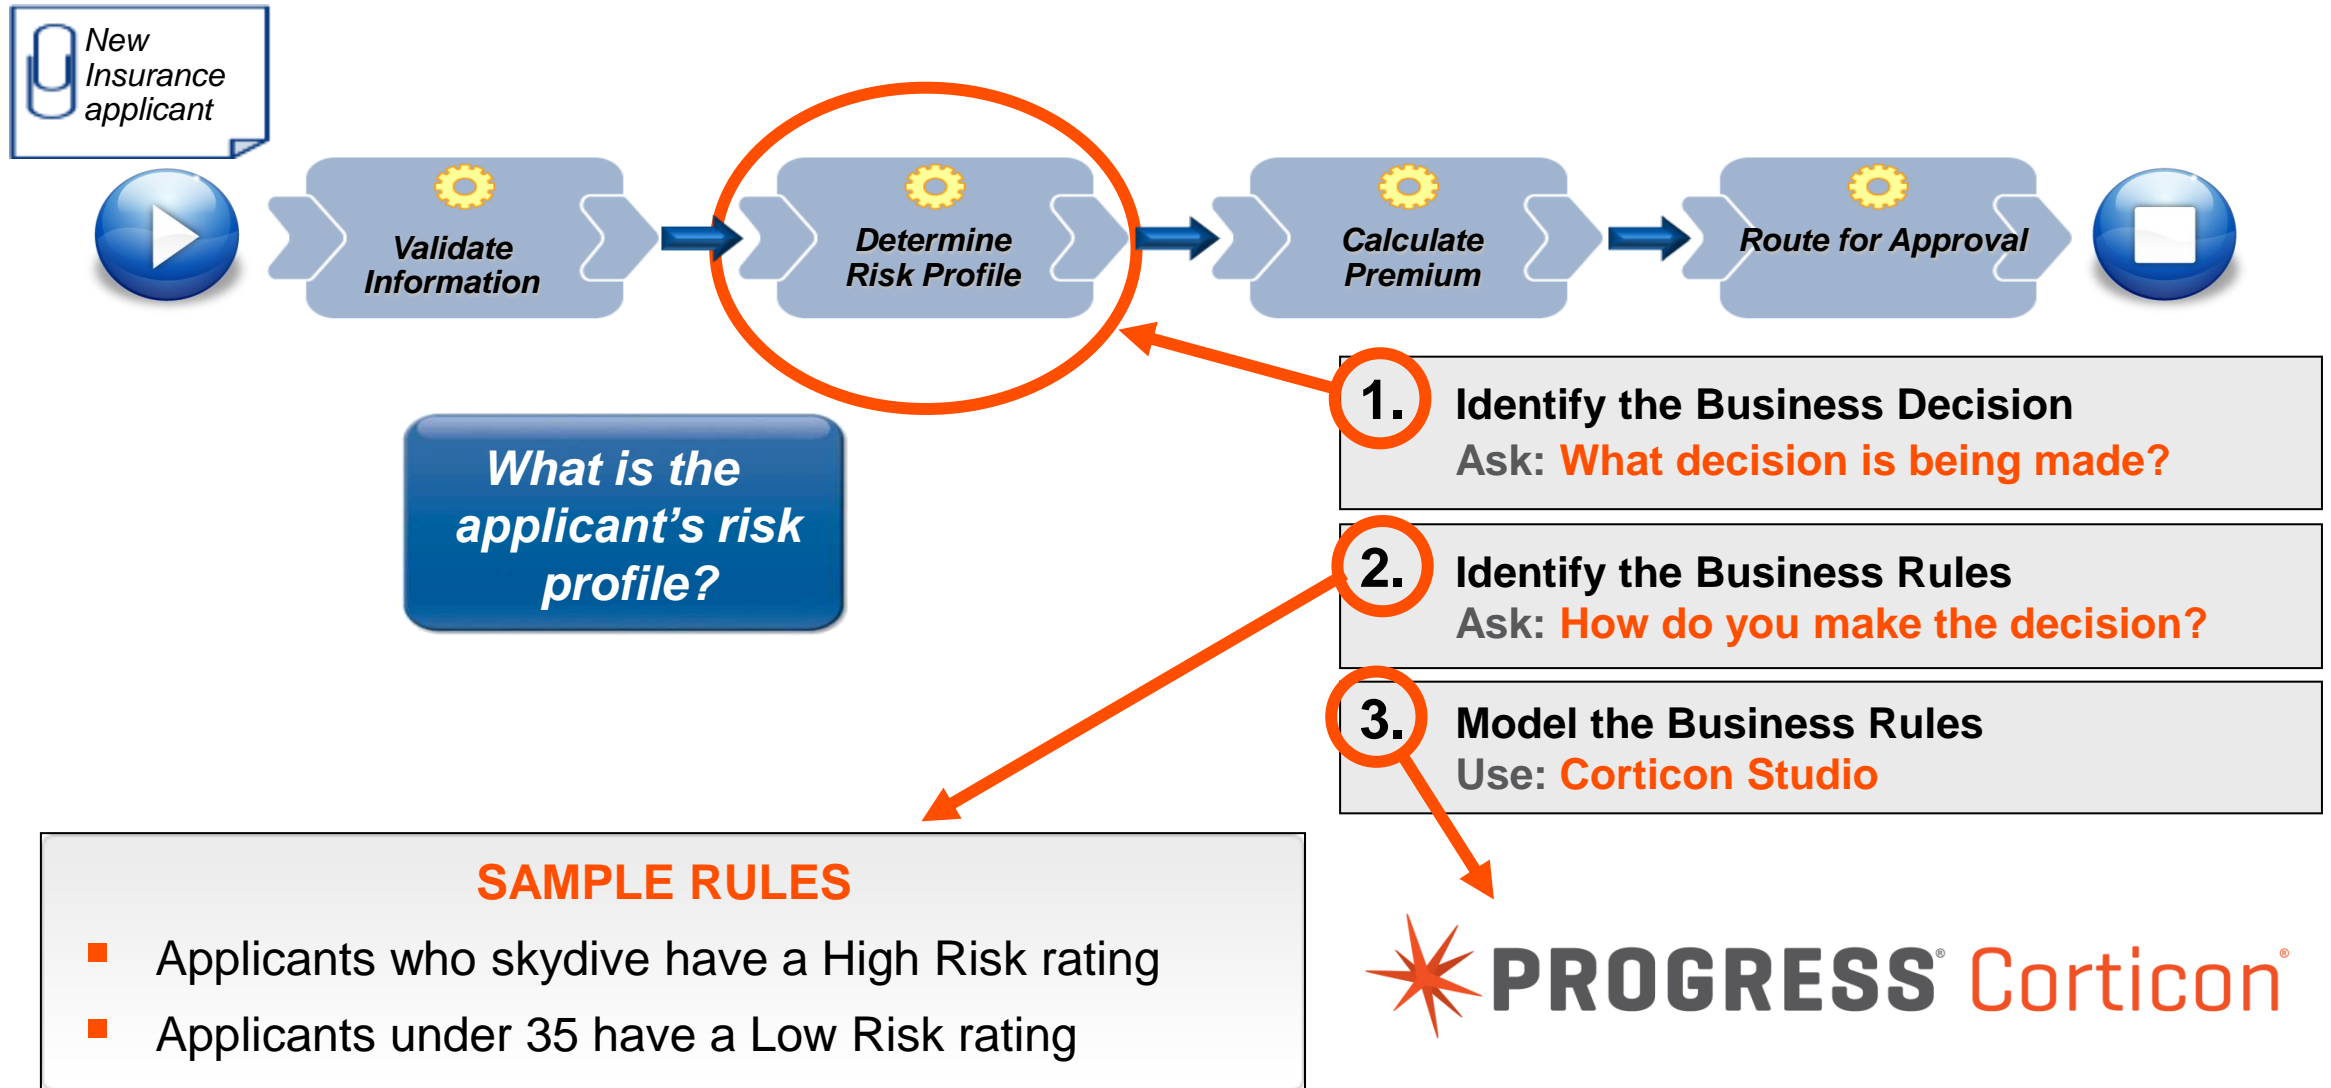 New
Insurance
applicant
Validate
Information
Determine
Risk Profile
Calculate
Premium
Route for Approval
What is the
applicant’s risk
profile?
1. Identify the Business Decision
Ask: What decision is being made?
2. Identify the Business Rules
Ask: How do you make the decision?
3. Model the Business Rules
Use: Corticon Studio
SAMPLE RULES
▪ Applicants who skydive have a High Risk rating
▪ Applicants under 35 have a Low Risk rating
PROGRESS® Corticon®